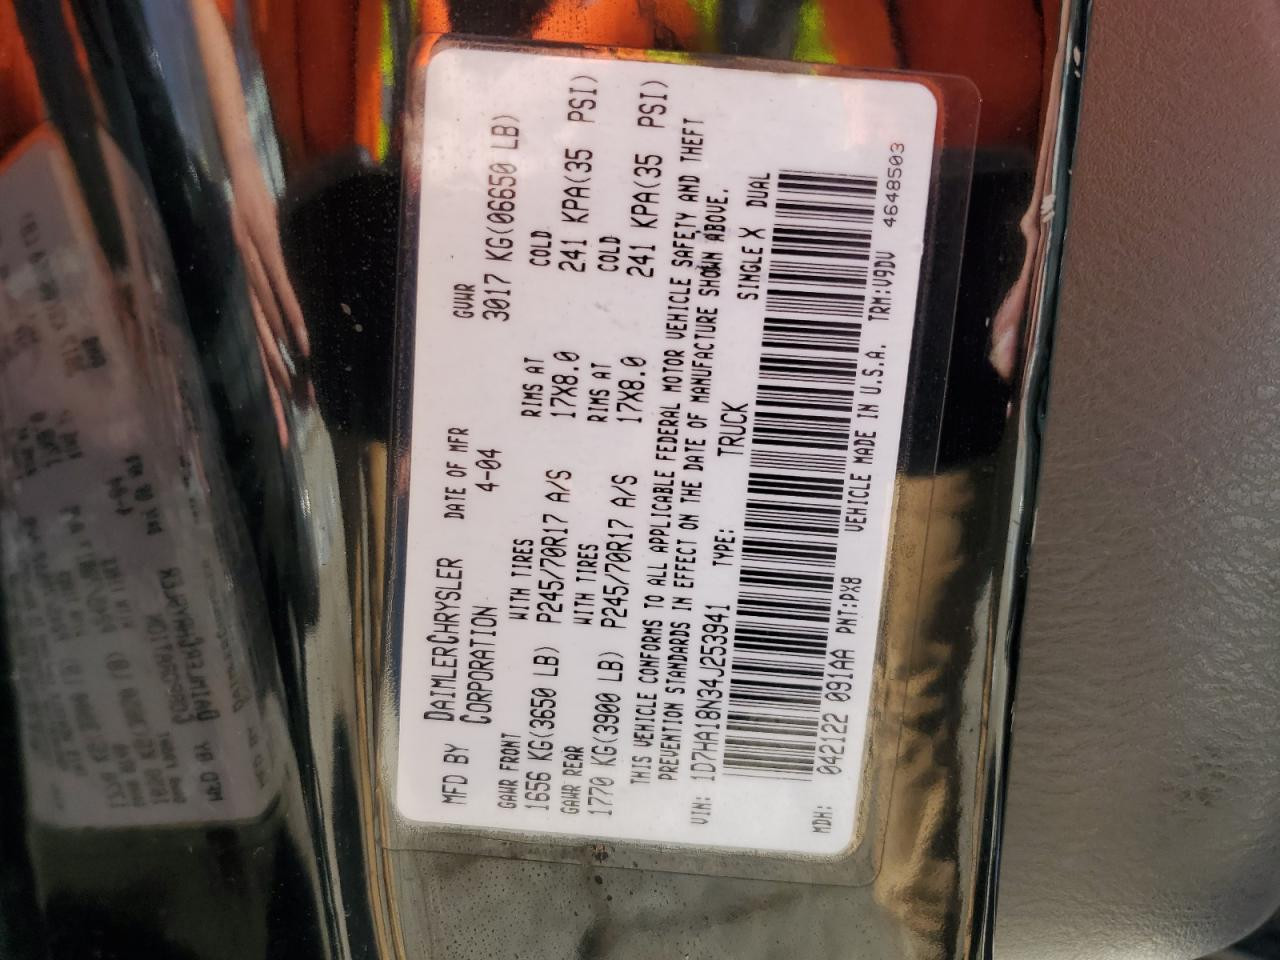 MFD BY DAIMLERCHRYSLER CORPORATION
DATE OF MFR 4-04
GVWR 3017 KG(06650 LB)
GAWR FRONT WITH TIRES RIMS AT COLD
1656 KG(3650 LB) P245/70R17 A/S 17X8.0 241 KPA(35 PSI)
GAWR REAR WITH TIRES RIMS AT COLD
1770 KG(3900 LB) P245/70R17 A/S 17X8.0 241 KPA(35 PSI)
THIS VEHICLE CONFORMS TO ALL APPLICABLE FEDERAL MOTOR VEHICLE SAFETY AND THEFT
PREVENTION STANDARDS IN EFFECT ON THE DATE OF MANUFACTURE SHOWN ABOVE.
VIN: 1D7HA18N34J253941 TYPE: TRUCK SINGLE X DUAL
MDH: 042122 091AA PNT:PX8 VEHICLE MADE IN U.S.A. TRM:V9DV 4648503